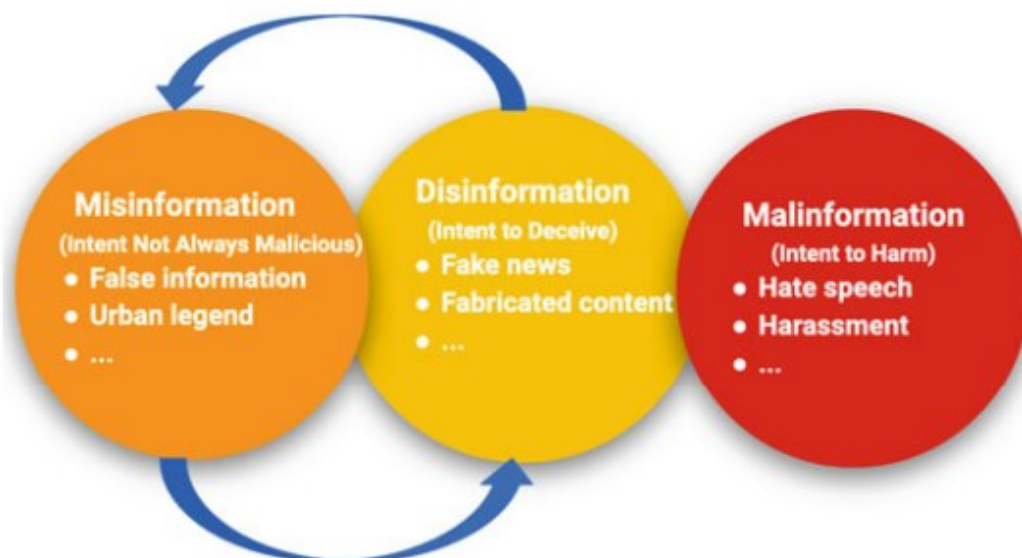 Misinformation
(Intent Not Always Malicious)
● False information
● Urban legend
● ...
Disinformation
(Intent to Deceive)
● Fake news
● Fabricated content
● ...
Malinformation
(Intent to Harm)
● Hate speech
● Harassment
● ...